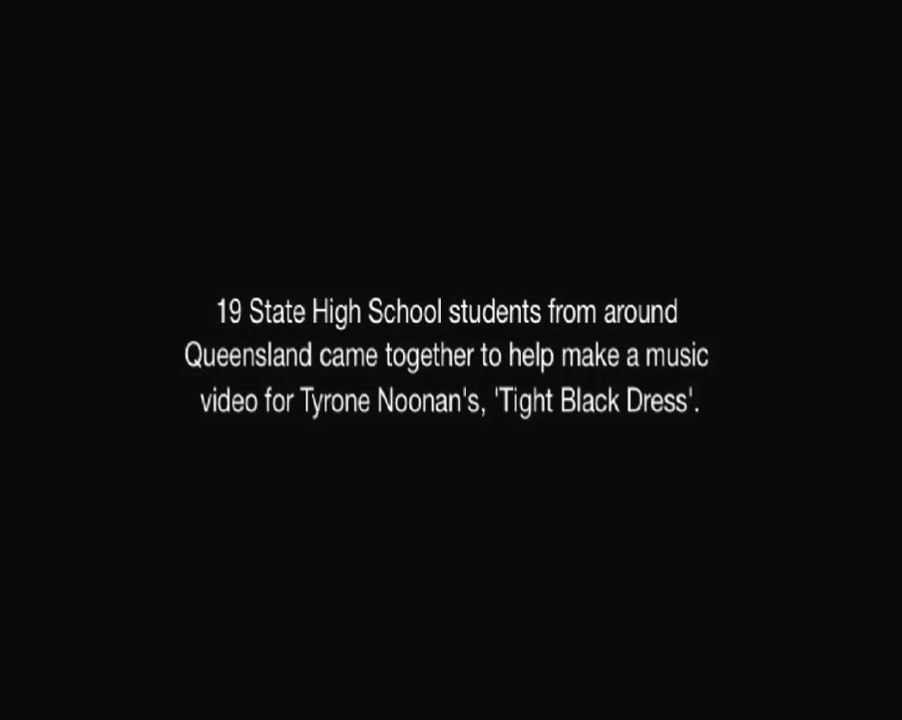 19 State High School students from around
Queensland came together to help make a music
video for Tyrone Noonan's, 'Tight Black Dress'.